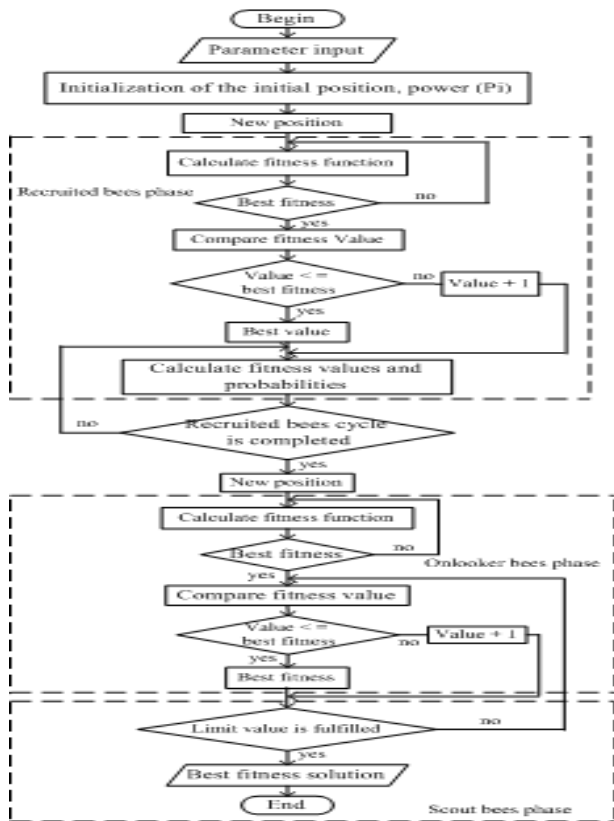 Begin
Parameter input
Initialization of the initial position, power (Pi)
New position
Calculate fitness function
Recruited bees phase
no
Best fitness
yes
Compare fitness Value
Value <=
best fitness
no
Value + 1
yes
Best value
Calculate fitness values and
probabilities
no
Recruited bees cycle
is completed
yes
New position
Calculate fitness function
Best fitness
no
Onlooker bees phase
yes
Compare fitness value
Value <=
best fitness
no
Value + 1
yes
Best fitness
Limit value is fulfilled
no
yes
Best fitness solution
End
Scout bees phase